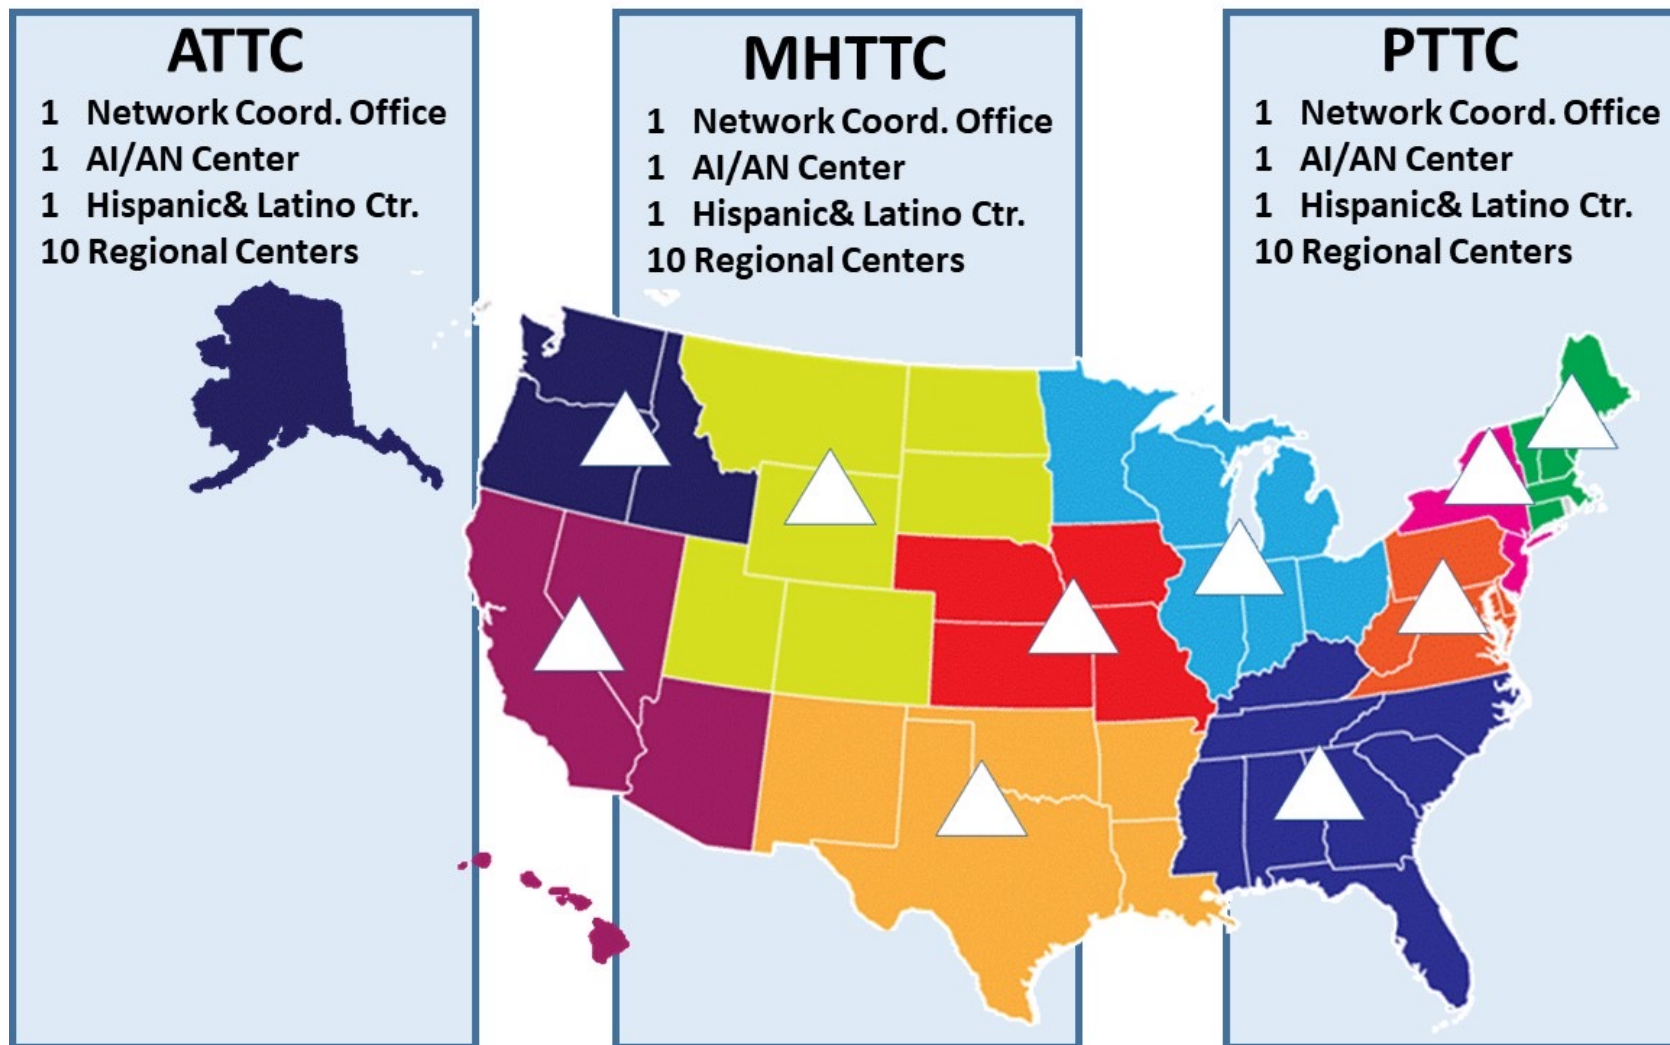 ATTC
1 Network Coord. Office
1 AI/AN Center
1 Hispanic& Latino Ctr.
10 Regional Centers
MHTTC
1 Network Coord. Office
1 AI/AN Center
1 Hispanic& Latino Ctr.
10 Regional Centers
PTTC
1 Network Coord. Office
1 AI/AN Center
1 Hispanic& Latino Ctr.
10 Regional Centers